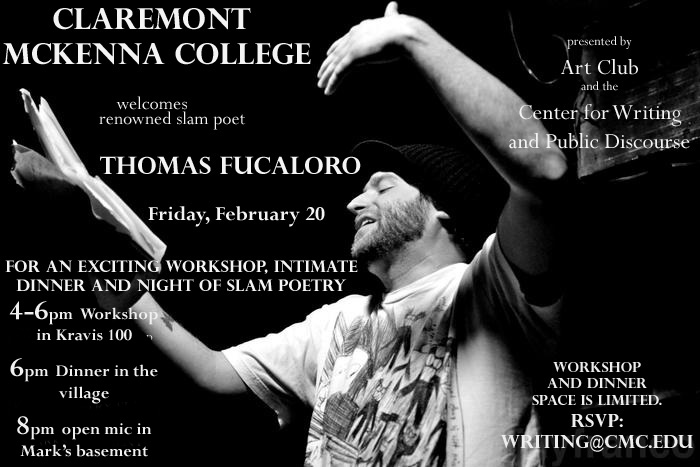 CLAREMONT
MCKENNA COLLEGE
welcomes
renowned slam poet
THOMAS FUCALORO
Friday, February 20
FOR AN EXCITING WORKSHOP, INTIMATE
DINNER AND NIGHT OF SLAM POETRY
4-6pm Workshop
in Kravis 100
6pm Dinner in the
village
8pm open mic in
Mark's basement
presented by
Art Club
and the
Center for Writing
and Public Discourse
WORKSHOP
AND DINNER
SPACE IS LIMITED.
RSVP:
WRITING@CMC.EDU